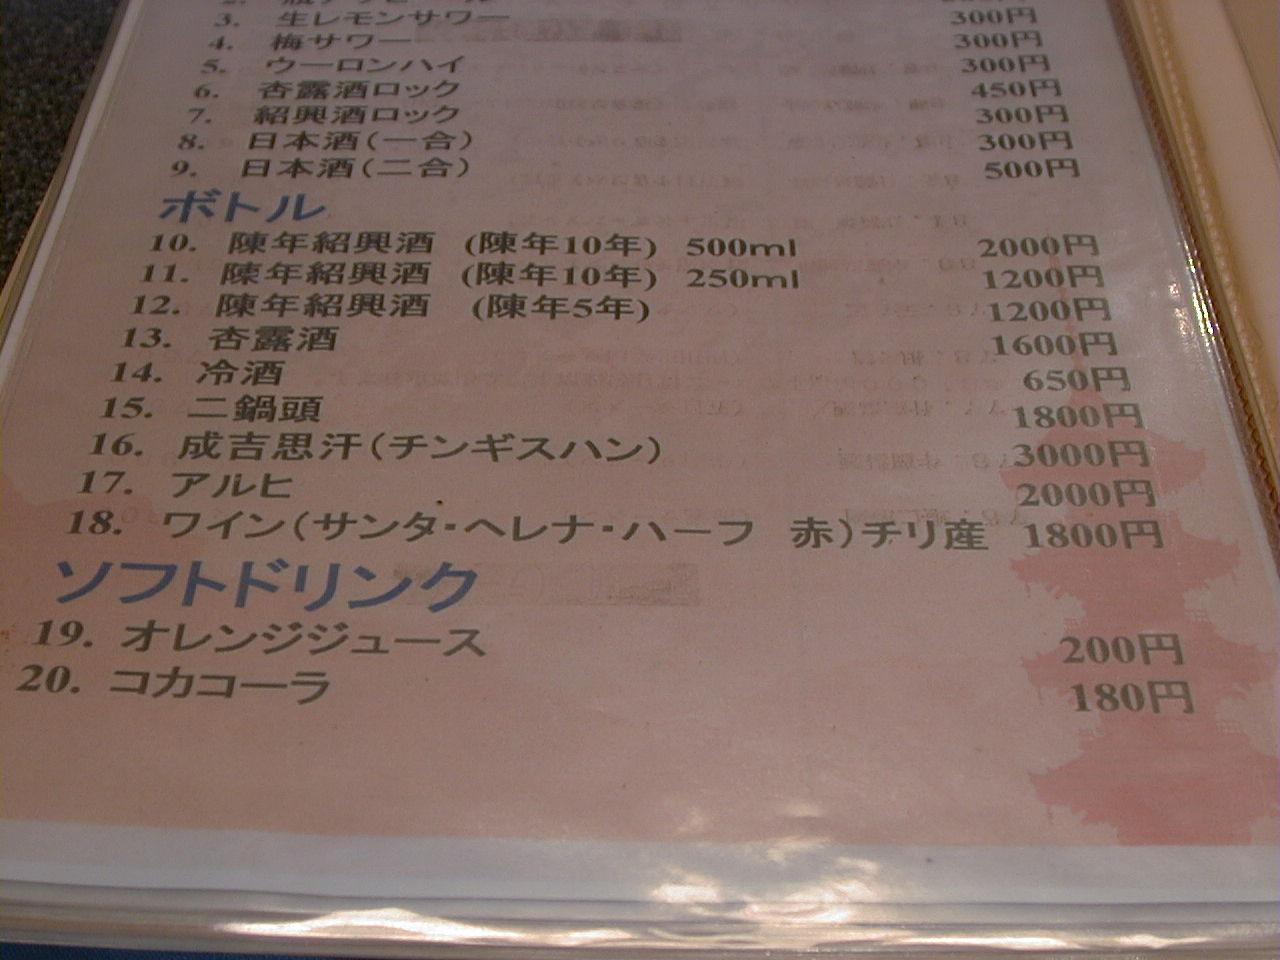 3. 生レモンサワー 300円
4. 梅サワー 300円
5. ウーロンハイ 300円
6. 杏露酒ロック 450円
7. 紹興酒ロック 300円
8. 日本酒(一合) 300円
9. 日本酒(二合) 500円
ボトル
10. 陳年紹興酒 (陳年10年) 500ml 2000円
11. 陳年紹興酒 (陳年10年) 250ml 1200円
12. 陳年紹興酒 (陳年5年) 1200円
13. 杏露酒 1600円
14. 冷酒 650円
15. 二鍋頭 1800円
16. 成吉思汗(チンギスハン) 3000円
17. アルヒ 2000円
18. ワイン(サンタ・ヘレナ・ハーフ 赤)チリ産 1800円
ソフトドリンク
19. オレンジジュース 200円
20. コカコーラ 180円